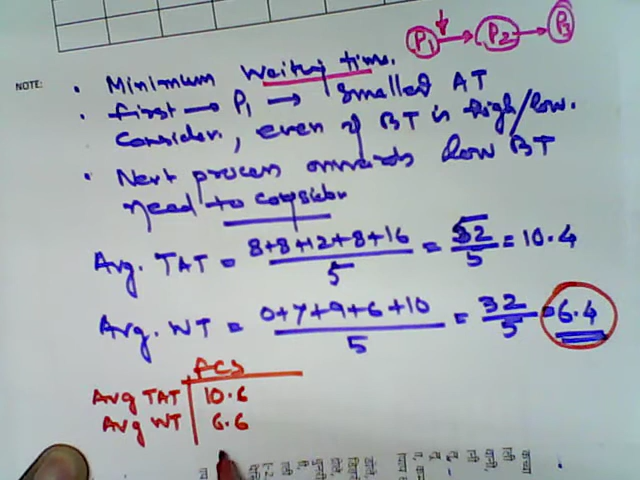 P1 → P2 → P3
NOTE:
• Minimum Waiting time.
• first → P1 → Smallest AT
Consider, even if BT is high/low.
• Next process onwards low BT
need to consider
Avg. TAT = 8+8+12+8+16 / 5 = 52/5 = 10.4
Avg. WT = 0+7+9+6+10 / 5 = 32/5 = 6.4
FCS
Avg TAT | 10.6
Avg WT | 6.6